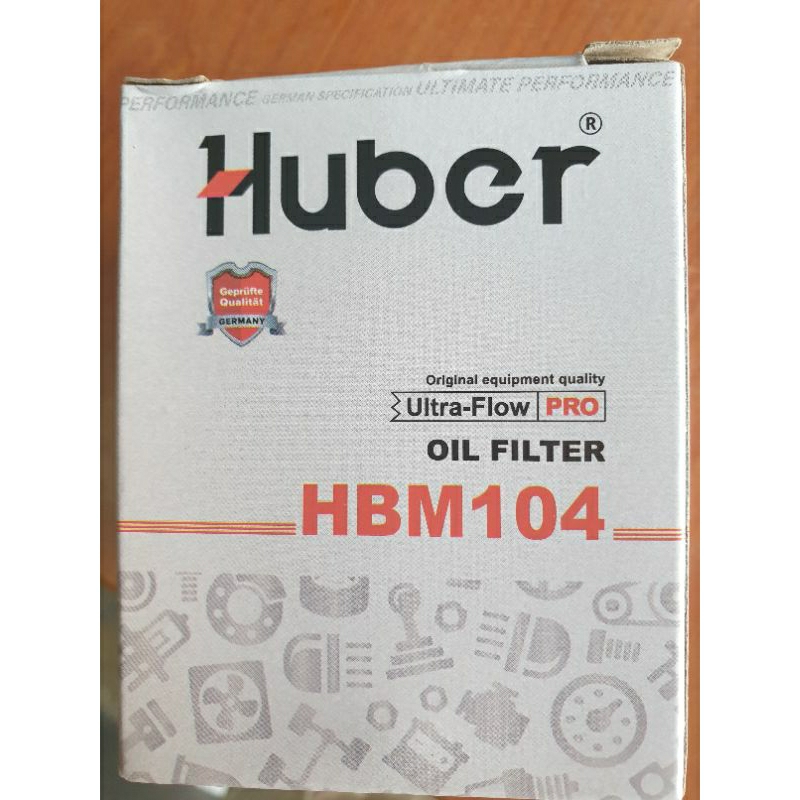 PERFORMANCE GERMAN SPECIFICATION ULTIMATE PERFORMANCE
Huber®
Geprüfte
Qualität
GERMANY
Original equipment quality
Ultra-Flow PRO
OIL FILTER
HBM104